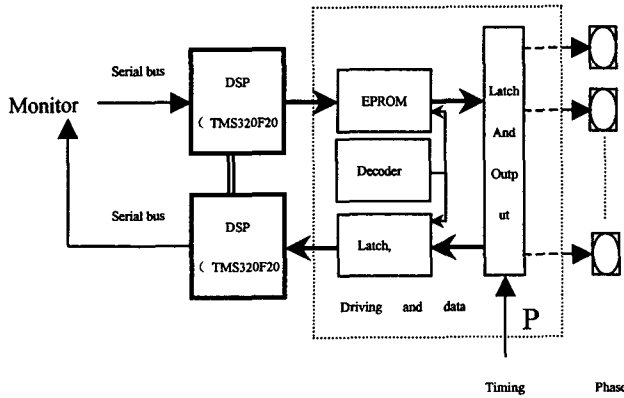 Serial bus
Monitor
DSP
( TMS320F20
EPROM
Decoder
Latch
And
Outp
ut
Serial bus
DSP
( TMS320F20
Latch,
Driving and data
P
Timing
Phase